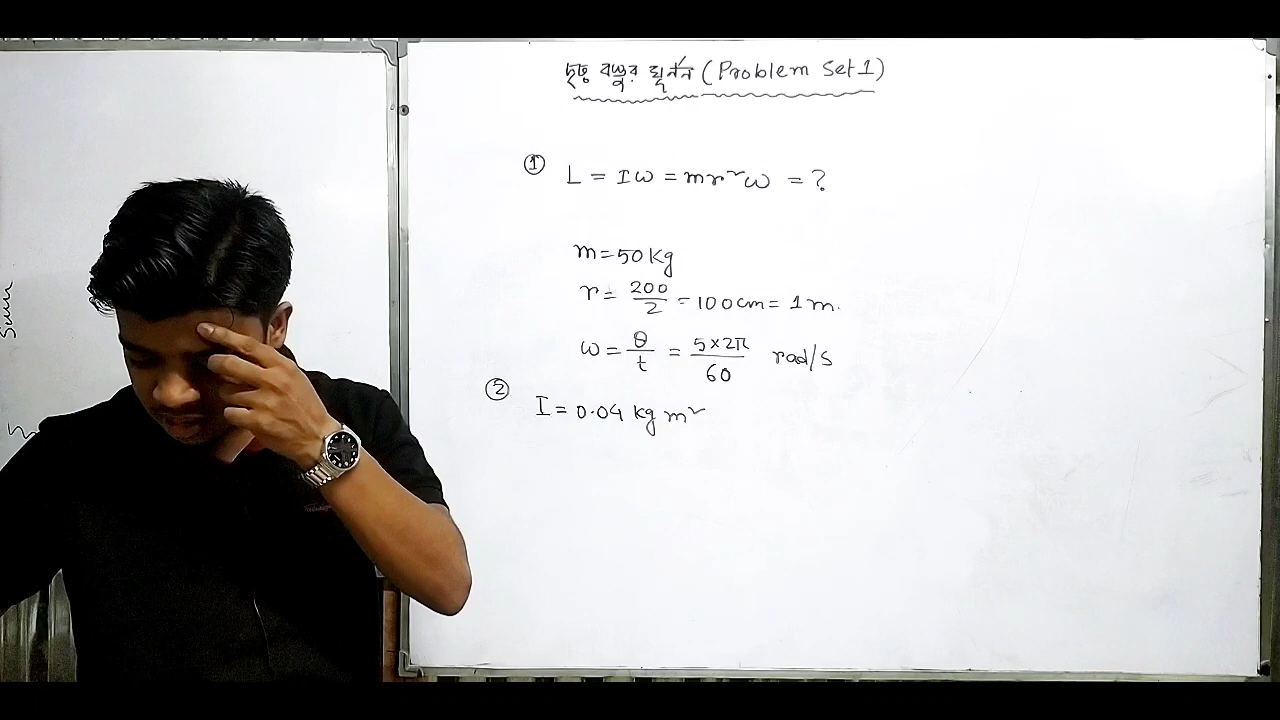 দৃঢ় বস্তুর ঘূর্ণন (Problem Set 1)
① L = Iω = mr²ω = ?
m = 50 kg
r = 200/2 = 100 cm = 1 m.
ω = θ/t = 5×2π/60 rad/s
② I = 0.04 kg m²